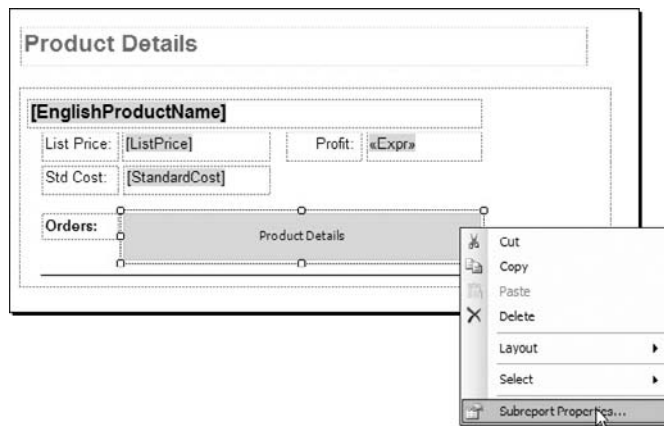 Product Details
[EnglishProductName]
List Price: [ListPrice] Profit: «Expr»
Std Cost: [StandardCost]
Orders: Product Details
Cut
Copy
Paste
Delete
Layout
Select
Subreport Properties...